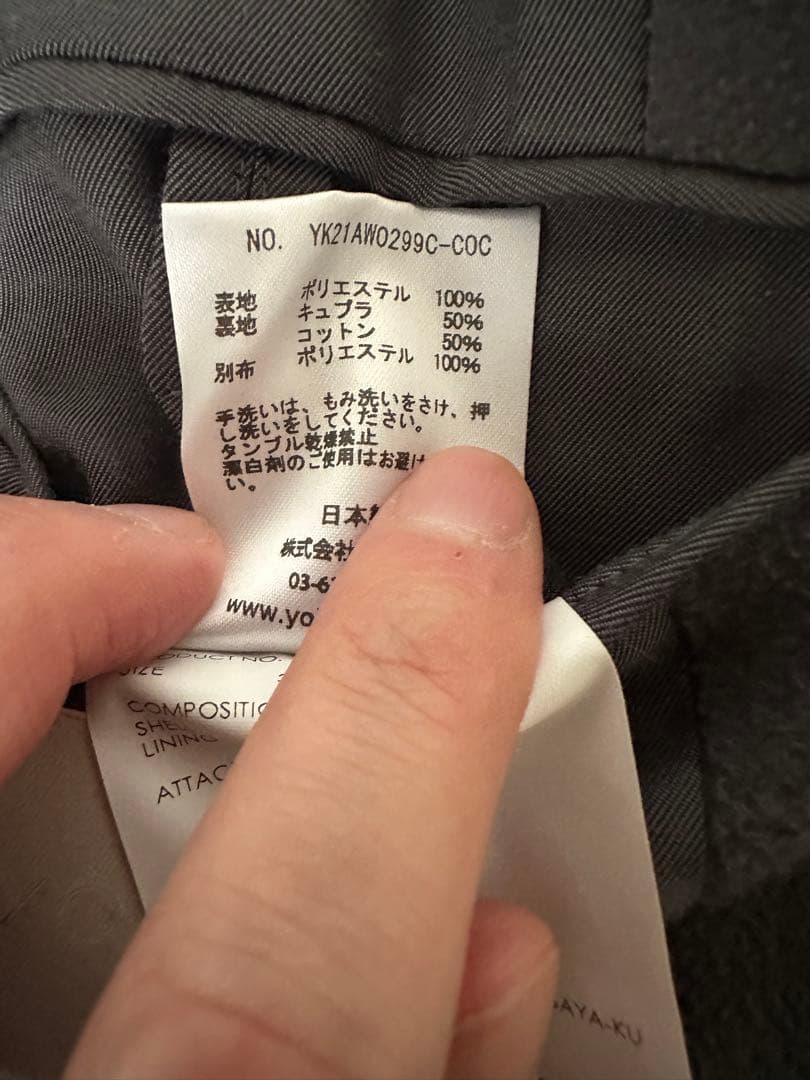 NO. YK21AW0299C-COC
表地 ポリエステル 100%
裏地 キュプラ 50%
コットン 50%
別布 ポリエステル 100%
手洗いは、もみ洗いをさけ、押
し洗いをしてください。
タンブル乾燥禁止
漂白剤のご使用はお避け
い。
日本
株式会社
03-6
www.yo
PRODUCT NO.
SIZE
COMPOSITIO
SHE
LINING
ATTAC
AYA-KU